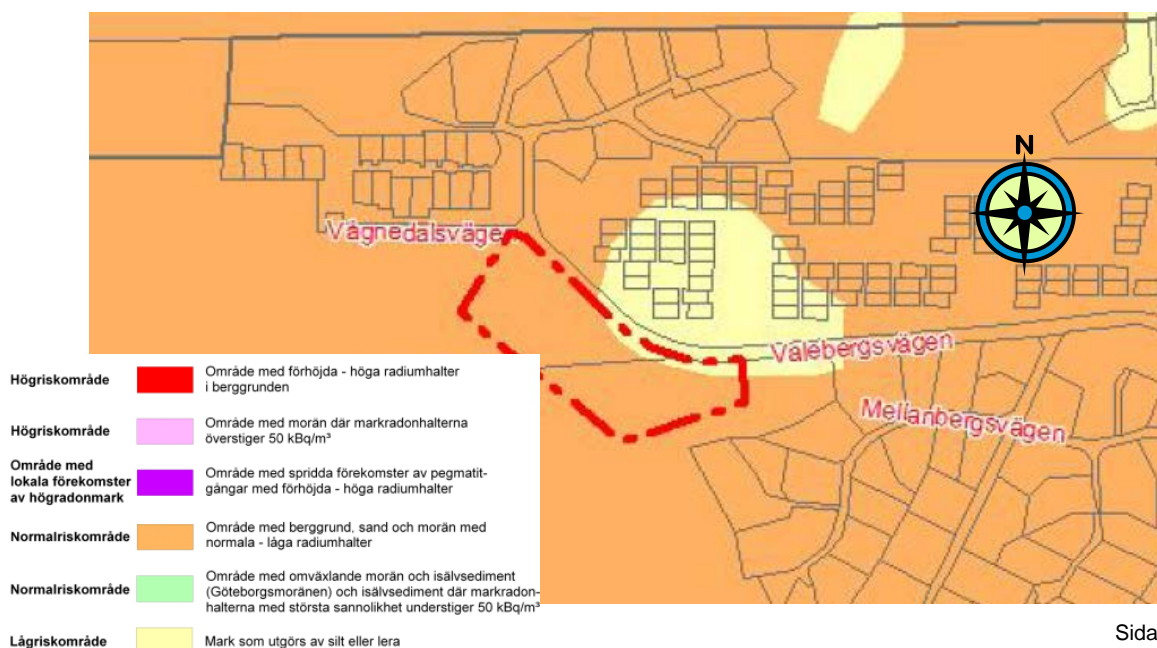 N
Vägnedalsvägen
Valebergsvägen
Mellanbergsvägen
Högriskområde
Område med förhöjda - höga radiumhalter
i berggrunden
Högriskområde
Område med morän där markradonhalterna
överstiger 50 kBq/m³
Område med
lokala förekomster
av högradonmark
Område med spridda förekomster av pegmatit-
gångar med förhöjda - höga radiumhalter
Normalriskområde
Område med berggrund, sand och morän med
normala - låga radiumhalter
Normalriskområde
Område med omväxlande morän och isälvsediment
(Göteborgsmoränen) och isälvsediment där markradon-
halterna med största sannolikhet understiger 50 kBq/m³
Lågriskområde
Mark som utgörs av silt eller lera
Sida